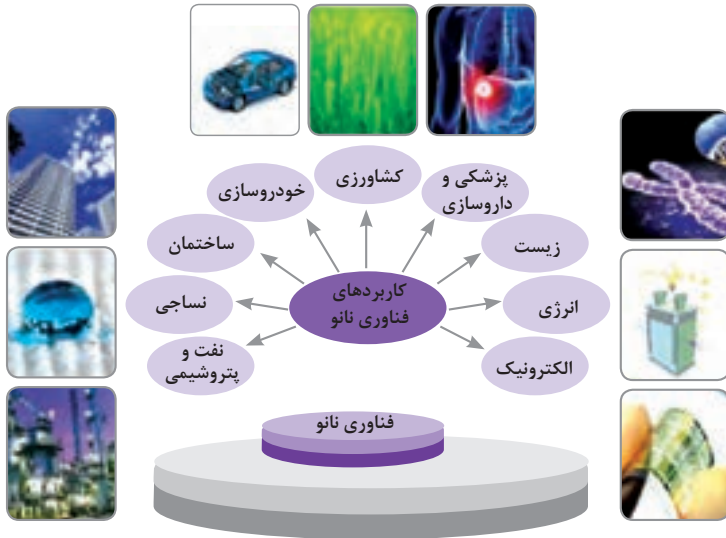 کشاورزی
پزشکی و
داروسازی
خودروسازی
زیست
ساختمان
انرژی
نساجی
کاربردهای
فناوری نانو
الکترونیک
نفت و
پتروشیمی
فناوری نانو